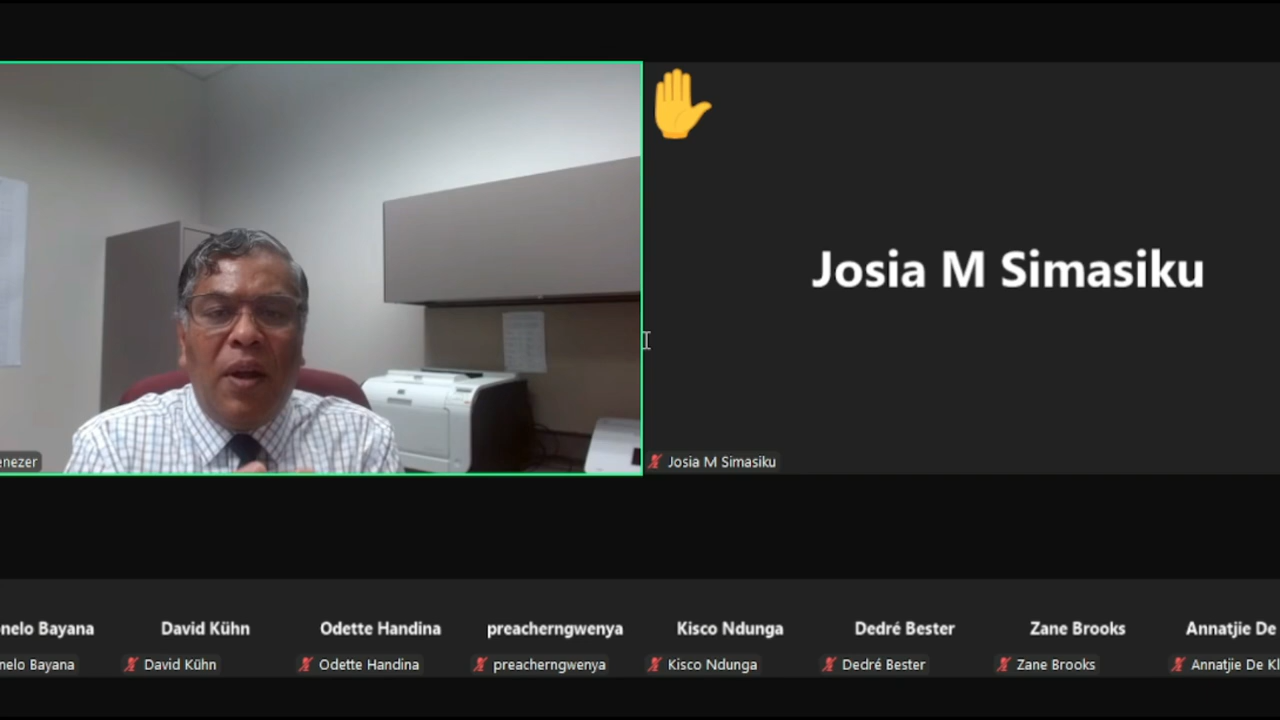 Josia M Simasiku
enezer
Josia M Simasiku
nelo Bayana
David Kühn
Odette Handina
preacherngwenya
Kisco Ndunga
Dedré Bester
Zane Brooks
Annatjie De
nelo Bayana
David Kühn
Odette Handina
preacherngwenya
Kisco Ndunga
Dedré Bester
Zane Brooks
Annatjie De Kl